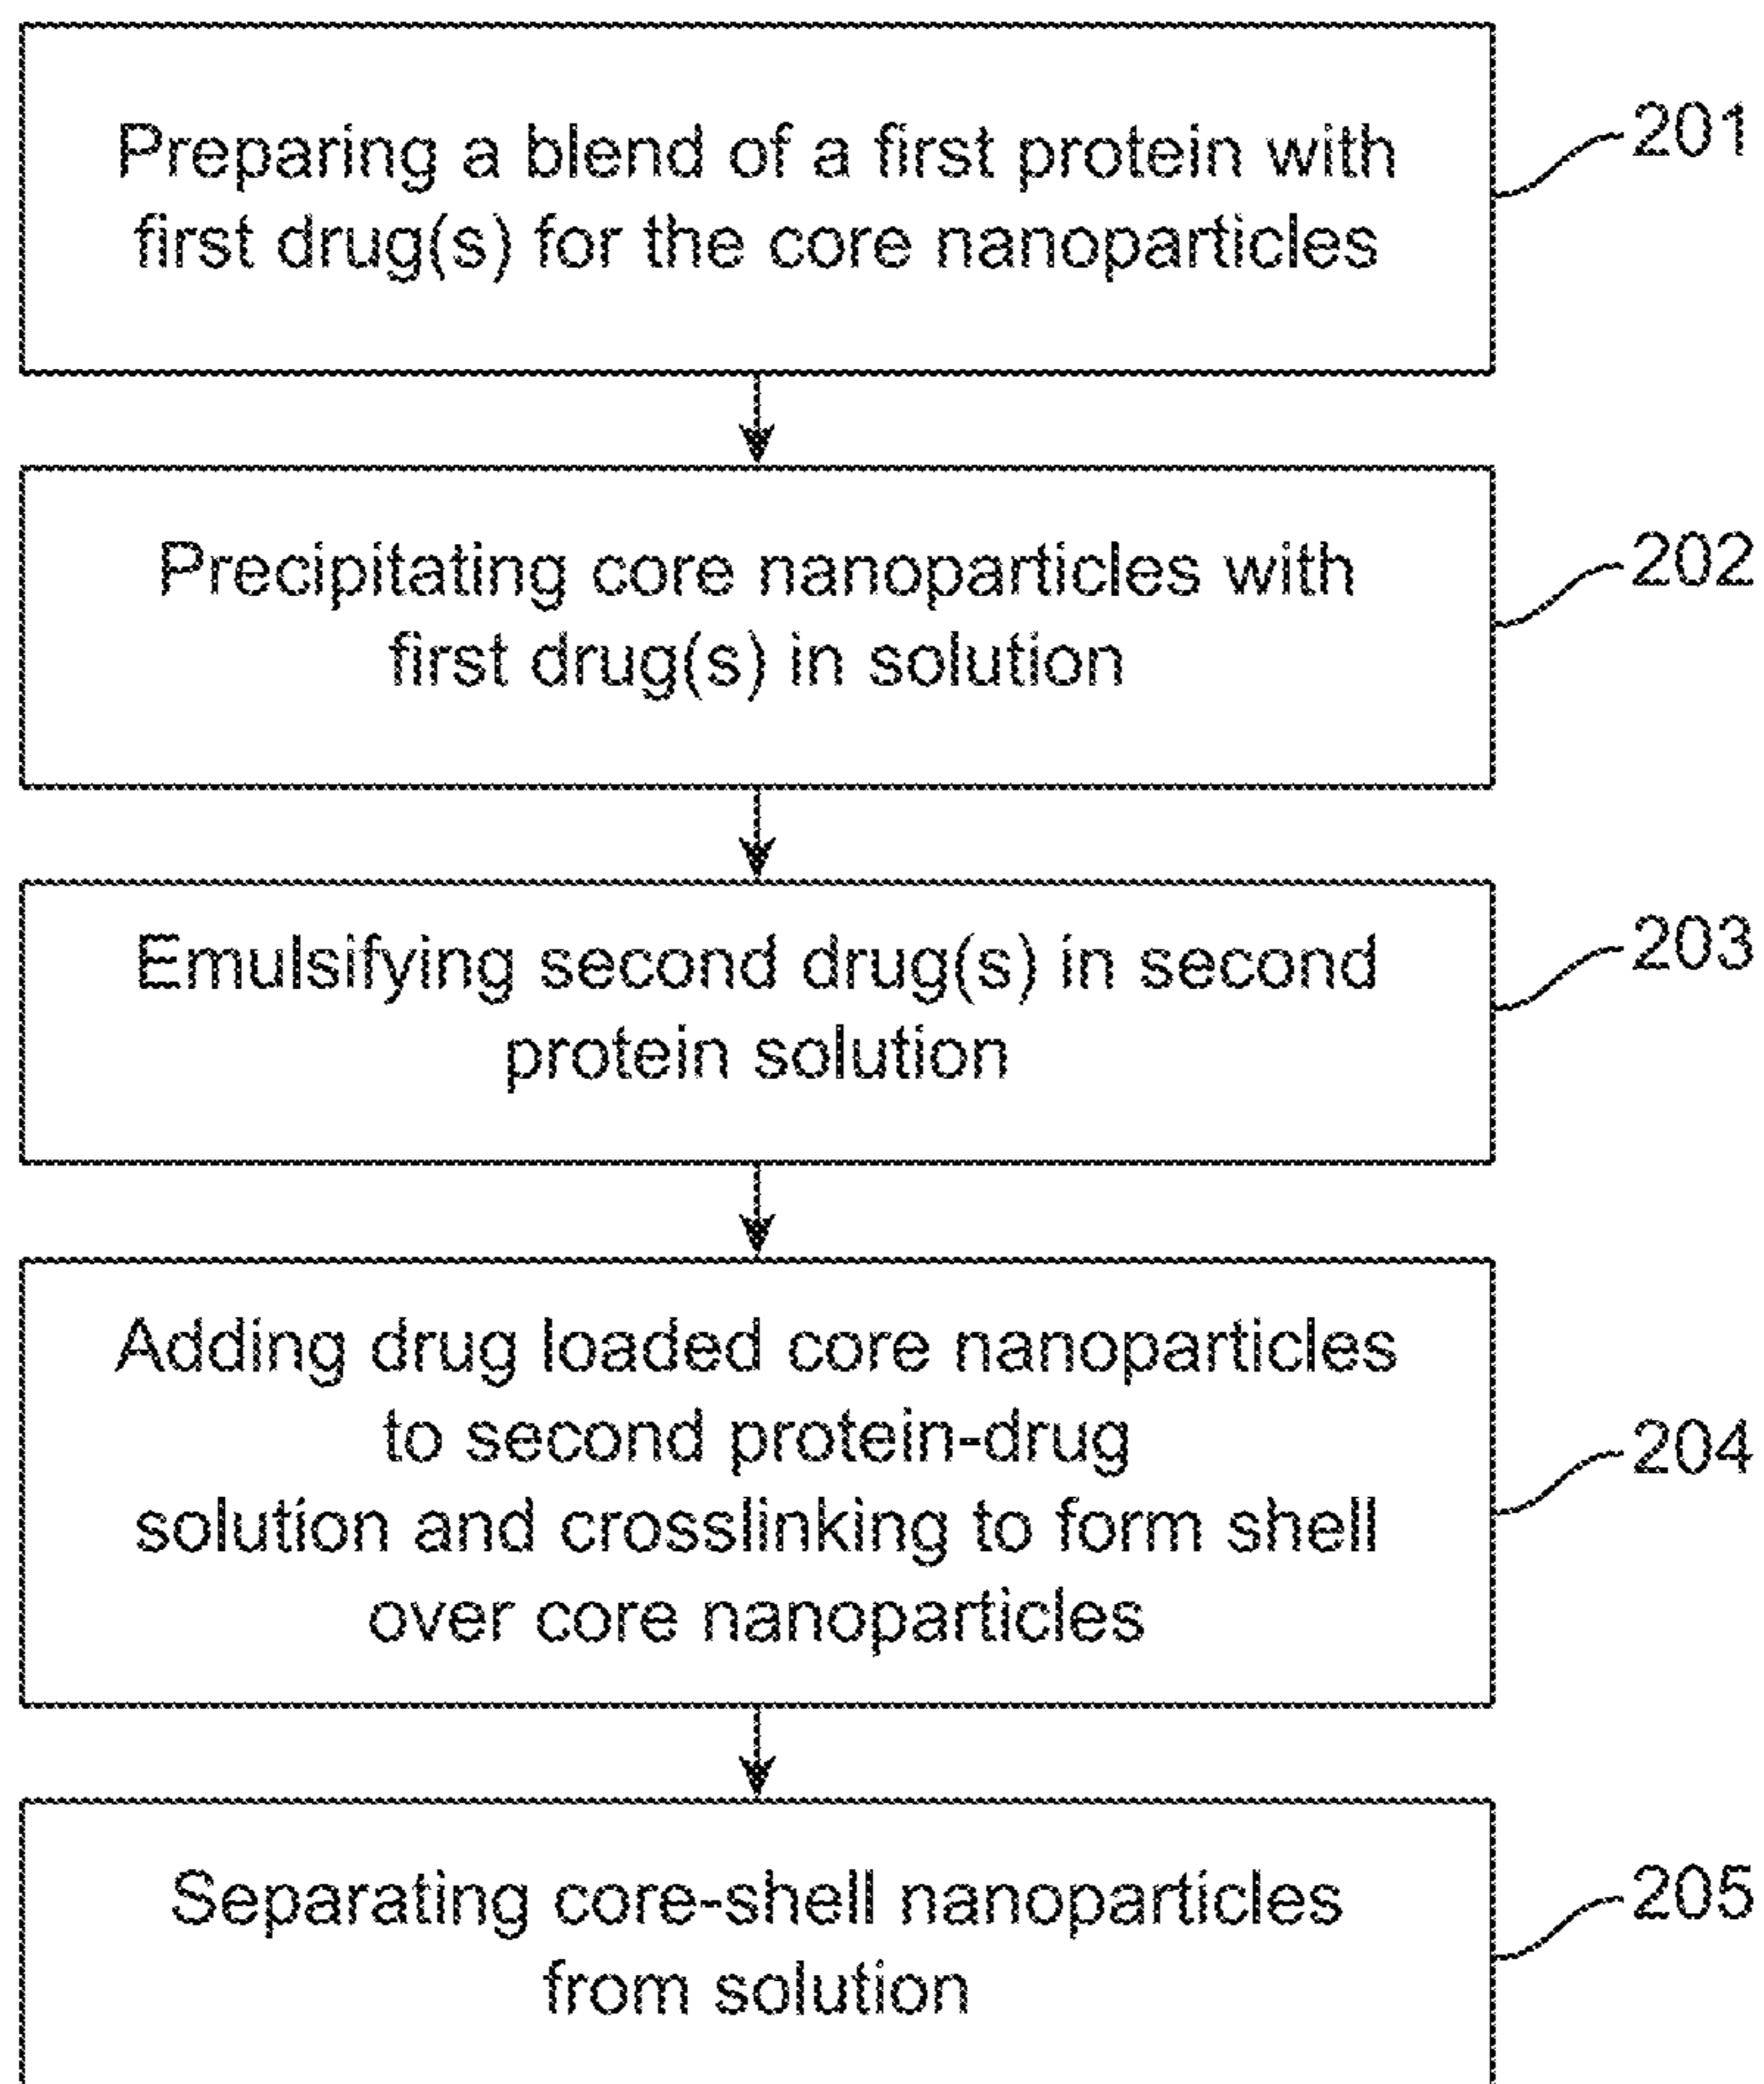 Preparing a blend of a first protein with
first drug(s) for the core nanoparticles
201
Precipitating core nanoparticles with
first drug(s) in solution
202
Emulsifying second drug(s) in second
protein solution
203
Adding drug loaded core nanoparticles
to second protein-drug
solution and crosslinking to form shell
over core nanoparticles
204
Separating core-shell nanoparticles
from solution
205